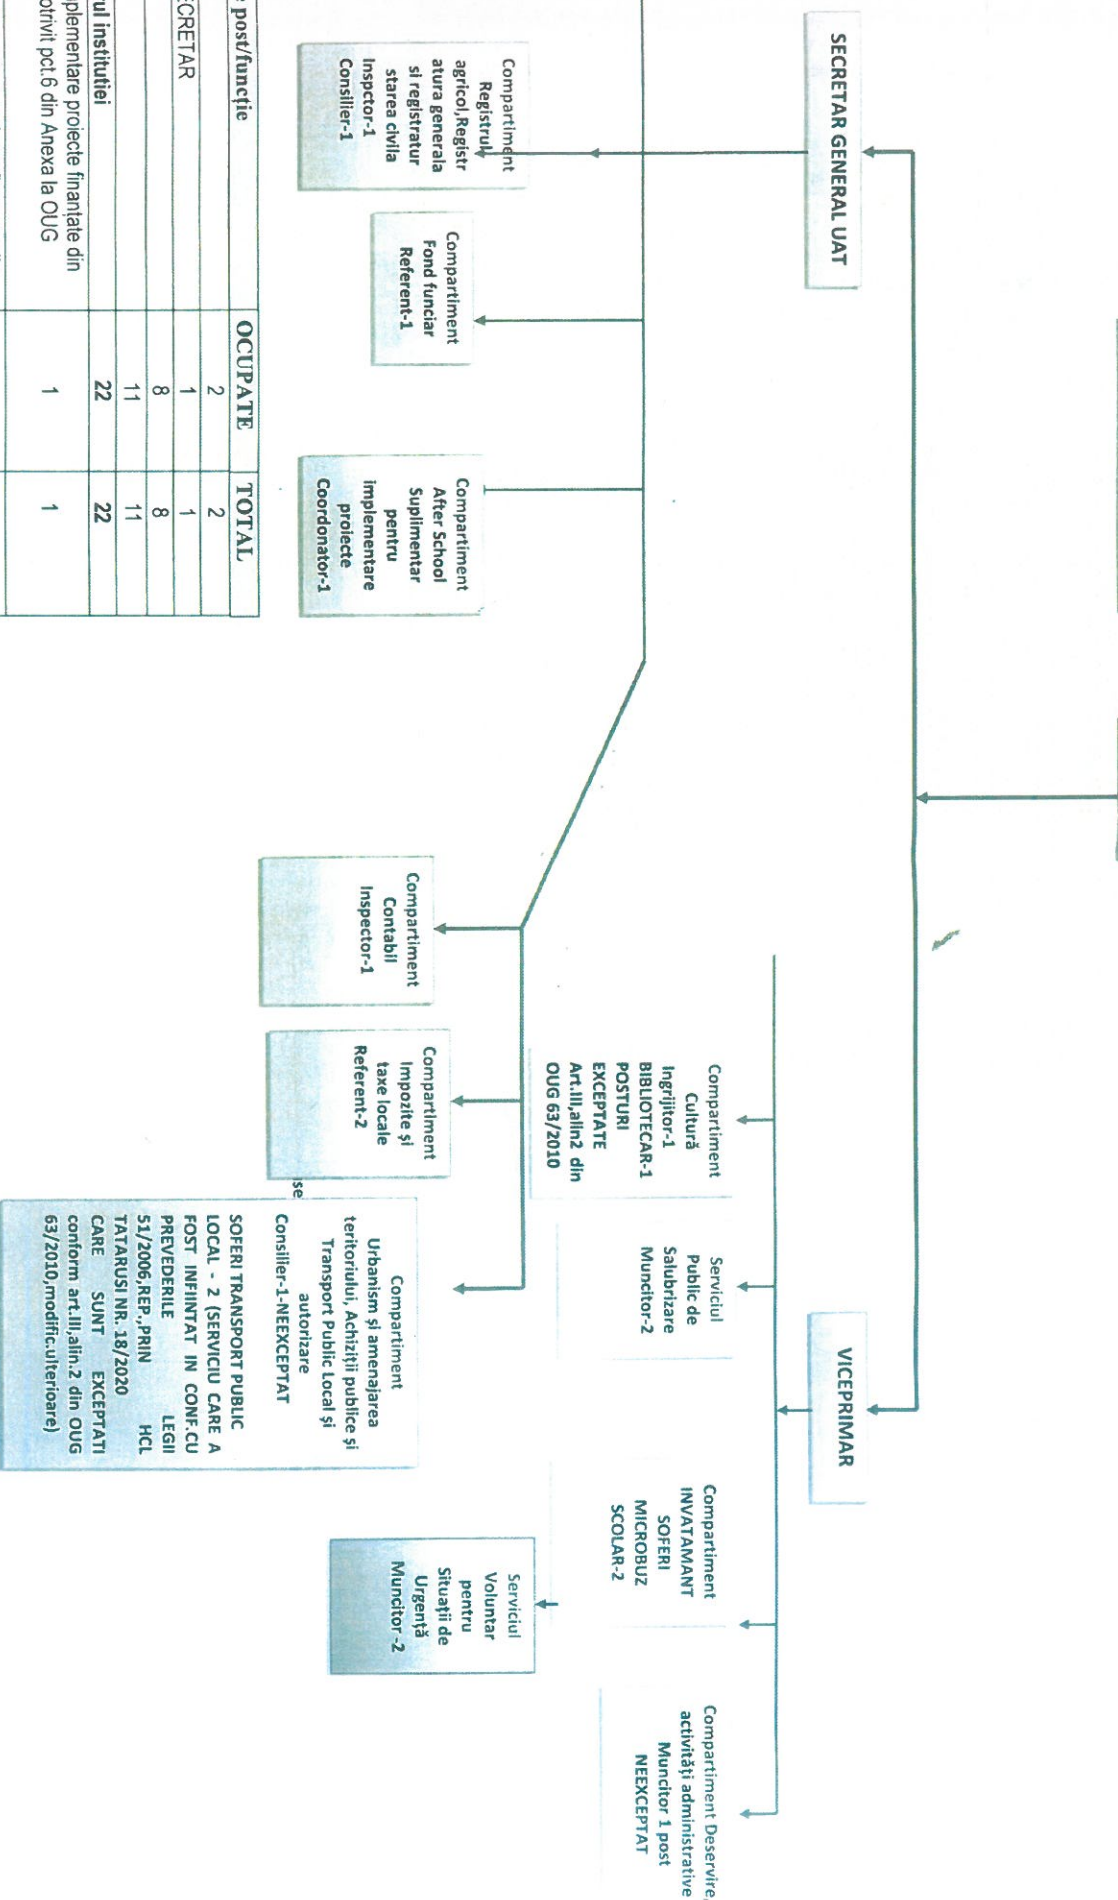 SECRETAR GENERAL UAT
VICEPRIMAR
Compartiment
Registrul
agricol,Registr
atura generala
si registratur
starea civila
Inspctor-1
Consilier-1
Compartiment
Fond funciar
Referent-1
Compartiment
After School
Suplimentar
pentru
implementare
proiecte
Coordonator-1
Compartiment
Cultură
Ingrijitor-1
BIBLIOTECAR-1
POSTURI
EXCEPTATE
Art.III,alin2 din
OUG 63/2010
Serviciul
Public de
Salubrizare
Muncitor-2
Compartiment
INVATAMANT
SOFERI
MICROBUZ
SCOLAR-2
Compartiment Deservire,
activități administrative
Muncitor 1 post
NEEXCEPTAT
Compartiment
Contabil
Inspector-1
Compartiment
Impozite și
taxe locale
Referent-2
Compartiment
Urbanism și amenajarea
teritoriului, Achiziții publice și
Transport Public Local și
autorizare
Consilier-1-NEEXCEPTAT
SOFERI TRANSPORT PUBLIC
LOCAL - 2 (SERVICIU CARE A
FOST INFIINTAT IN CONF.CU
PREVEDERILE LEGII
51/2006,REP.,PRIN HCL
TATARUSI NR. 18/2020
CARE SUNT EXCEPTATI
conform art.III,alin.2 din OUG
63/2010,modific.ulterioare)
Serviciul
Voluntar
pentru
Situații de
Urgență
Muncitor -2
post/funcție OCUPATE TOTAL
2 2
ECRETAR 1 1
8 8
11 11
rul institutiei 22 22
plementare proiecte finanțate din
otrivit pct.6 din Anexa la OUG 1 1